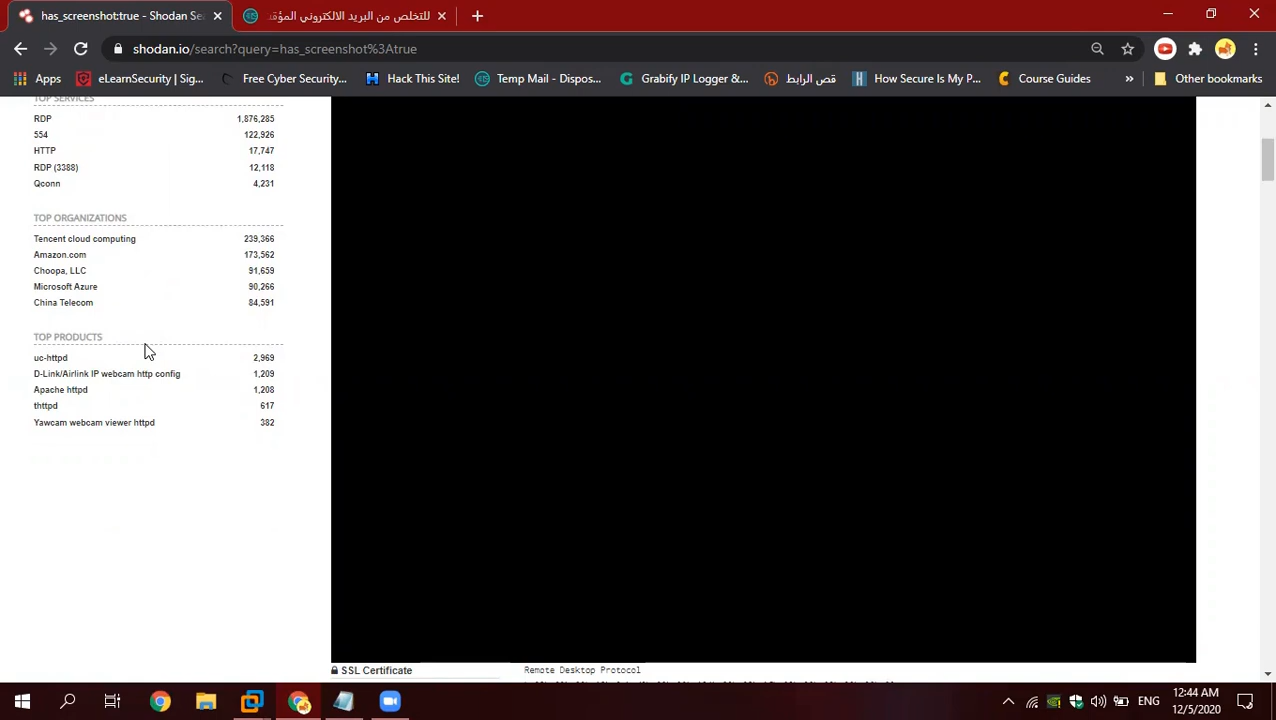 has_screenshot:true - Shodan Se
للتخلص من البريد الالكتروني المؤقت
shodan.io/search?query=has_screenshot%3Atrue
Apps
eLearnSecurity | Sig...
Free Cyber Security...
Hack This Site!
Temp Mail - Dispos...
Grabify IP Logger &...
قص الرابط
How Secure Is My P...
Course Guides
»
Other bookmarks
TOP SERVICES
RDP 1,876,285
554 122,926
HTTP 17,747
RDP (3388) 12,118
Qconn 4,231
TOP ORGANIZATIONS
Tencent cloud computing 239,366
Amazon.com 173,562
Choopa, LLC 91,659
Microsoft Azure 90,266
China Telecom 84,591
TOP PRODUCTS
uc-httpd 2,969
D-Link/Airlink IP webcam http config 1,209
Apache httpd 1,208
thttpd 617
Yawcam webcam viewer httpd 382
SSL Certificate
Remote Desktop Protocol
ENG
12:44 AM
12/5/2020